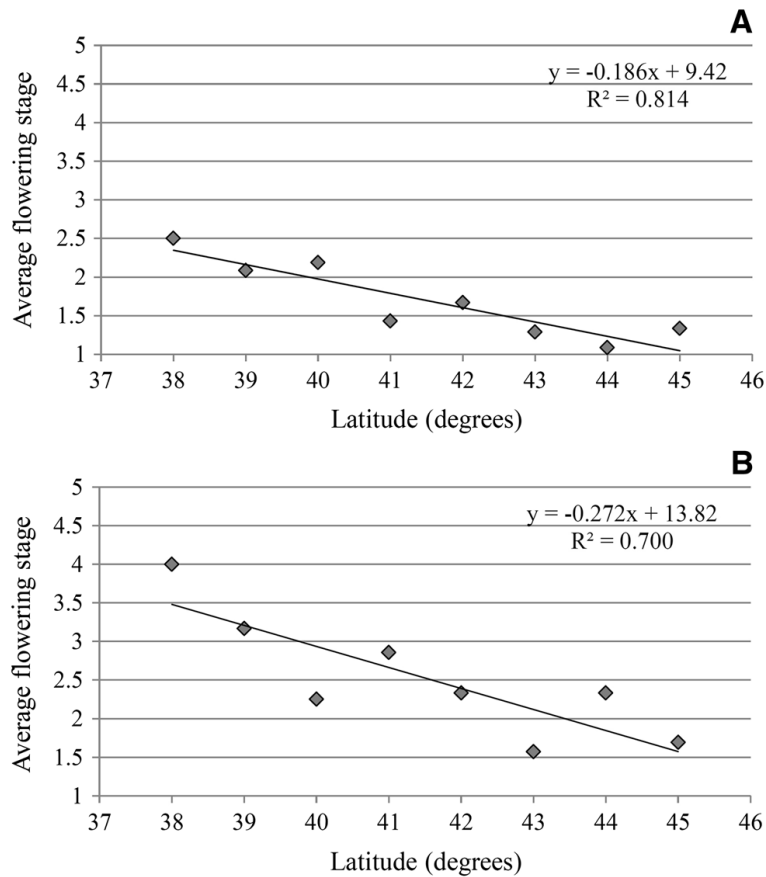 A
5
4.5
4
3.5
3
2.5
2
1.5
1
Average flowering stage
y = -0.186x + 9.42
R² = 0.814
37 38 39 40 41 42 43 44 45 46
Latitude (degrees)
B
5
4.5
4
3.5
3
2.5
2
1.5
1
Average flowering stage
y = -0.272x + 13.82
R² = 0.700
37 38 39 40 41 42 43 44 45 46
Latitude (degrees)